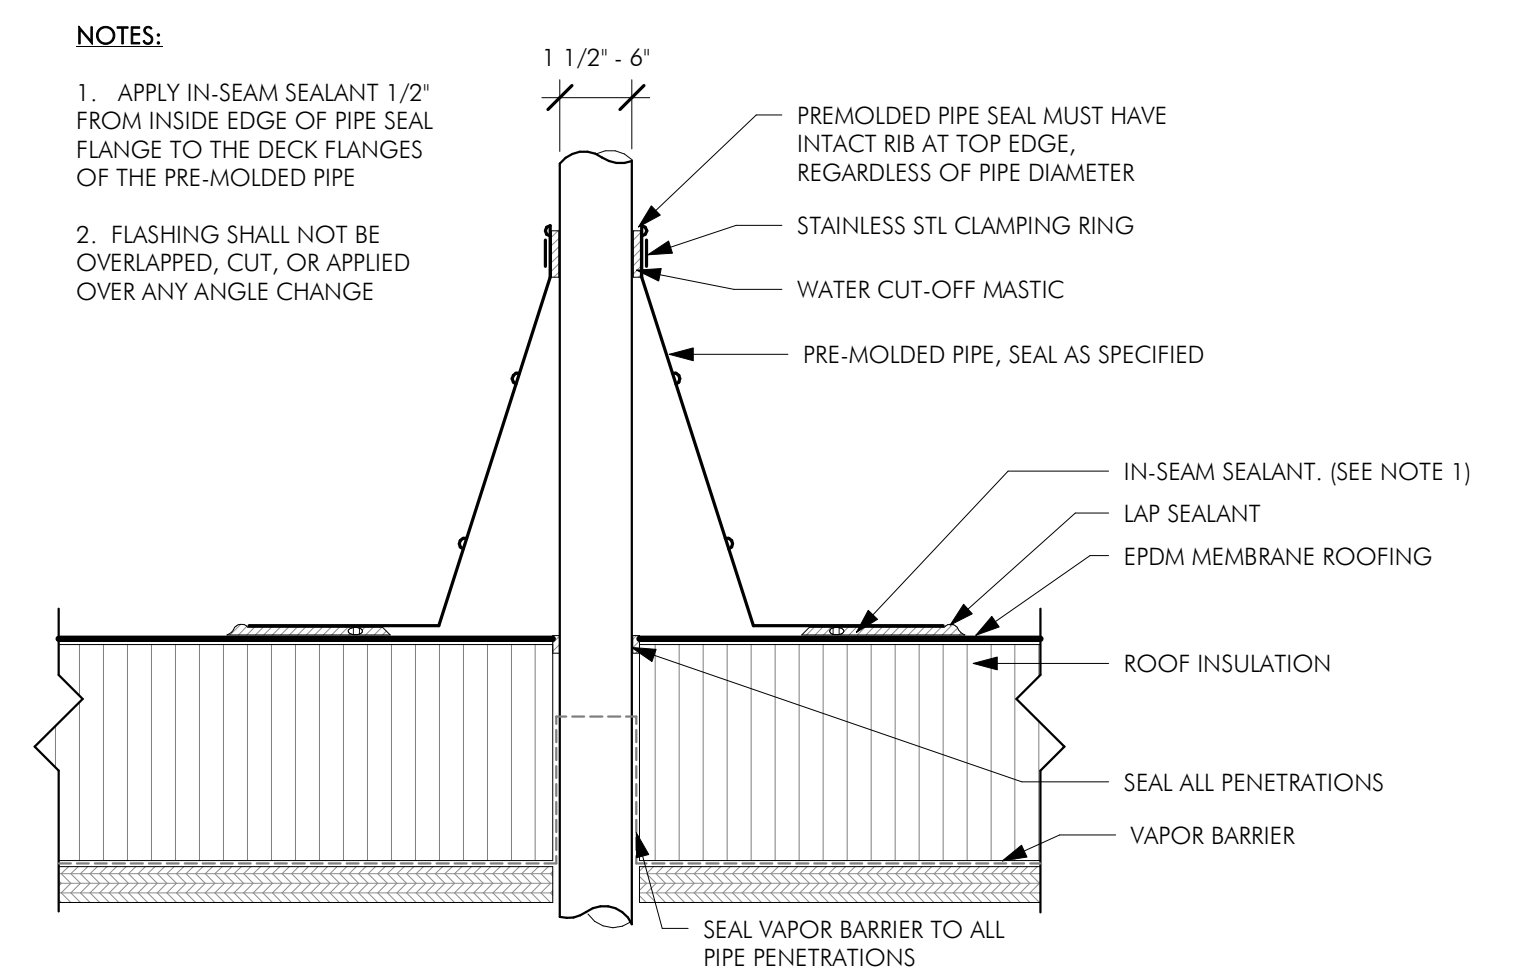 NOTES:
1. APPLY IN-SEAM SEALANT 1/2"
FROM INSIDE EDGE OF PIPE SEAL
FLANGE TO THE DECK FLANGES
OF THE PRE-MOLDED PIPE
2. FLASHING SHALL NOT BE
OVERLAPPED, CUT, OR APPLIED
OVER ANY ANGLE CHANGE
1 1/2" - 6"
PREMOLDED PIPE SEAL MUST HAVE
INTACT RIB AT TOP EDGE,
REGARDLESS OF PIPE DIAMETER
STAINLESS STL CLAMPING RING
WATER CUT-OFF MASTIC
PRE-MOLDED PIPE, SEAL AS SPECIFIED
IN-SEAM SEALANT. (SEE NOTE 1)
LAP SEALANT
EPDM MEMBRANE ROOFING
ROOF INSULATION
SEAL ALL PENETRATIONS
VAPOR BARRIER
SEAL VAPOR BARRIER TO ALL
PIPE PENETRATIONS